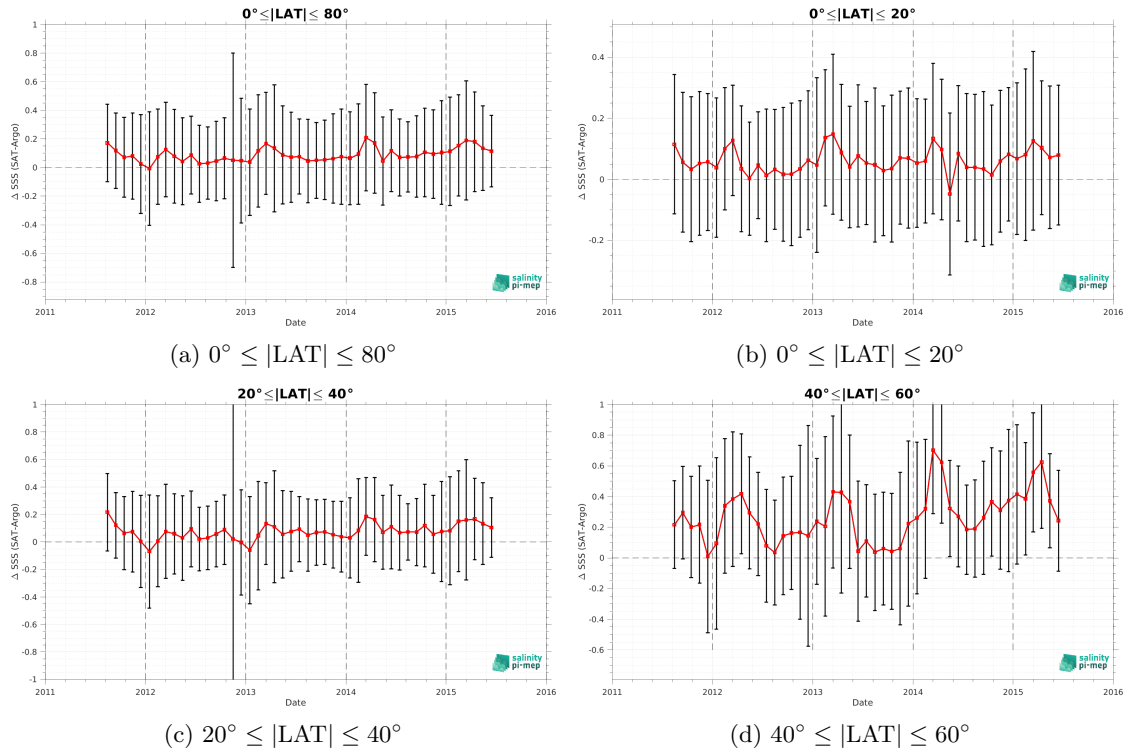 0°≤|LAT|≤ 80°
Δ SSS (SAT-Argo)
1
0.8
0.6
0.4
0.2
0
-0.2
-0.4
-0.6
-0.8
salinity
pi-mep
2011 2012 2013 2014 2015 2016
Date
(a) 0° ≤ |LAT| ≤ 80°
0°≤|LAT|≤ 20°
Δ SSS (SAT-Argo)
0.4
0.2
0
-0.2
salinity
pi-mep
2011 2012 2013 2014 2015 2016
Date
(b) 0° ≤ |LAT| ≤ 20°
20°≤|LAT|≤ 40°
Δ SSS (SAT-Argo)
1
0.8
0.6
0.4
0.2
0
-0.2
-0.4
-0.6
-0.8
-1
salinity
pi-mep
2011 2012 2013 2014 2015 2016
Date
(c) 20° ≤ |LAT| ≤ 40°
40°≤|LAT|≤ 60°
Δ SSS (SAT-Argo)
1
0.8
0.6
0.4
0.2
0
-0.2
-0.4
-0.6
salinity
pi-mep
2011 2012 2013 2014 2015 2016
Date
(d) 40° ≤ |LAT| ≤ 60°